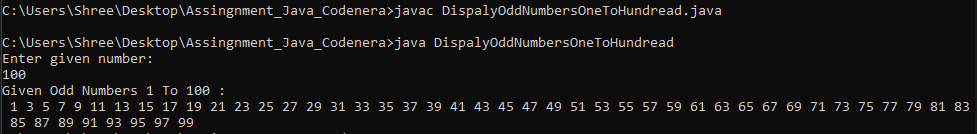 C:\Users\Shree\Desktop\Assingnment_Java_Codenera>javac DispalyOddNumbersOneToHundread.java
C:\Users\Shree\Desktop\Assingnment_Java_Codenera>java DispalyOddNumbersOneToHundread
Enter given number:
100
Given Odd Numbers 1 To 100 :
1 3 5 7 9 11 13 15 17 19 21 23 25 27 29 31 33 35 37 39 41 43 45 47 49 51 53 55 57 59 61 63 65 67 69 71 73 75 77 79 81 83
85 87 89 91 93 95 97 99